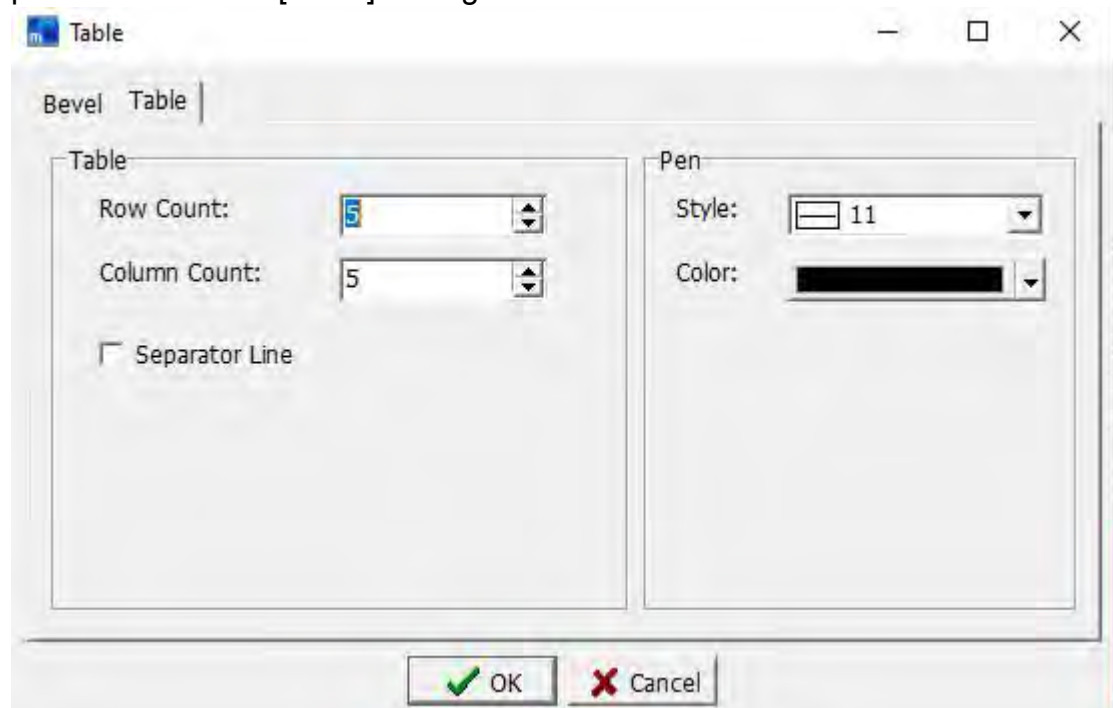 Table
Bevel Table
Table
Row Count: 5
Column Count: 5
Separator Line
Pen
Style: 11
Color:
OK Cancel